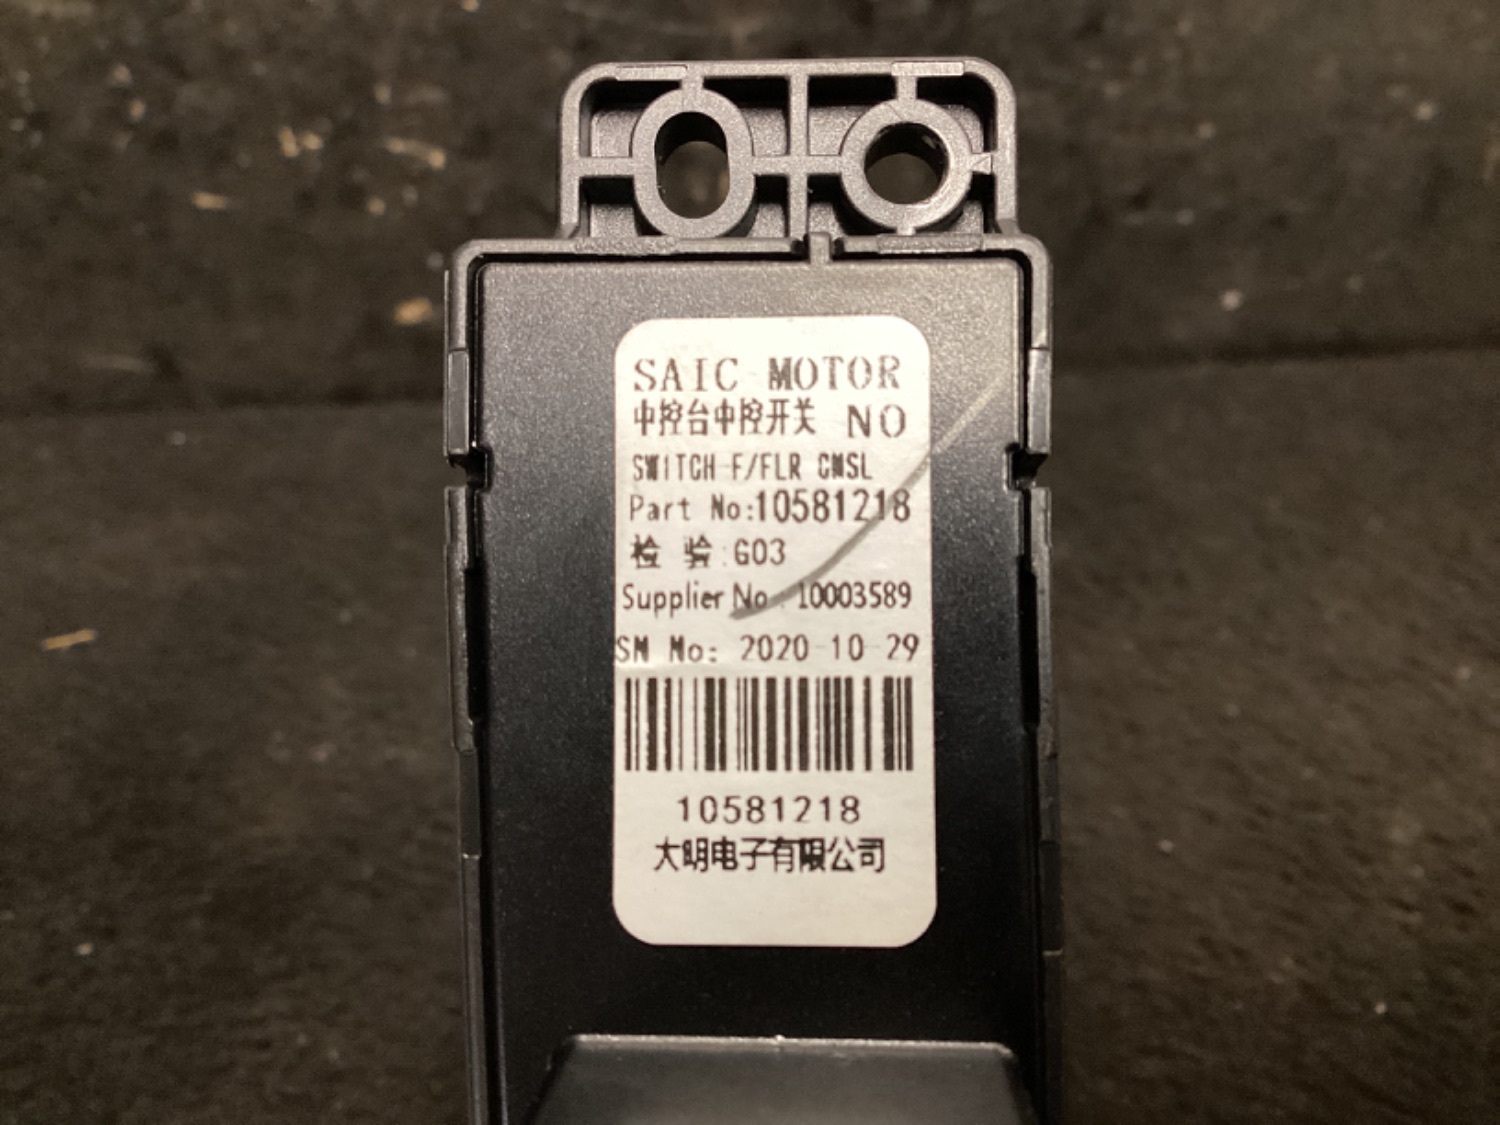 SAIC MOTOR
中控台中控开关 NO
SWITCH F/FLR CNSL
Part No:10581218
检 验:G03
Supplier No: 10003589
SN No: 2020-10-29
10581218
大明电子有限公司